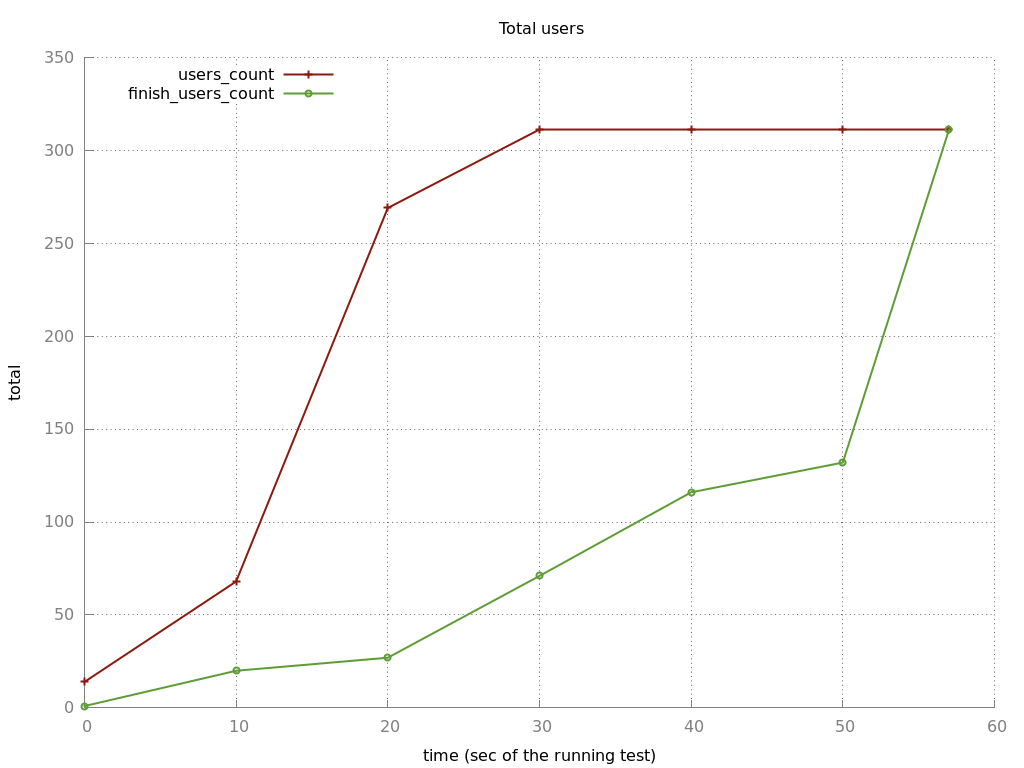 Total users
350
users_count
finish_users_count
300
250
200
total
150
100
50
0
0 10 20 30 40 50 60
time (sec of the running test)